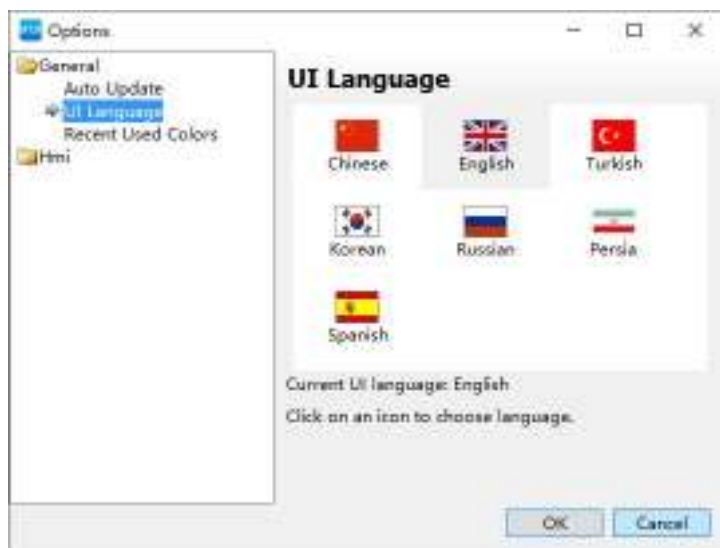 Options
General
Auto Update
UI Language
Recent Used Colors
Hmi
UI Language
Chinese
English
Turkish
Korean
Russian
Persia
Spanish
Current UI language: English
Click on an icon to choose language.
OK
Cancel